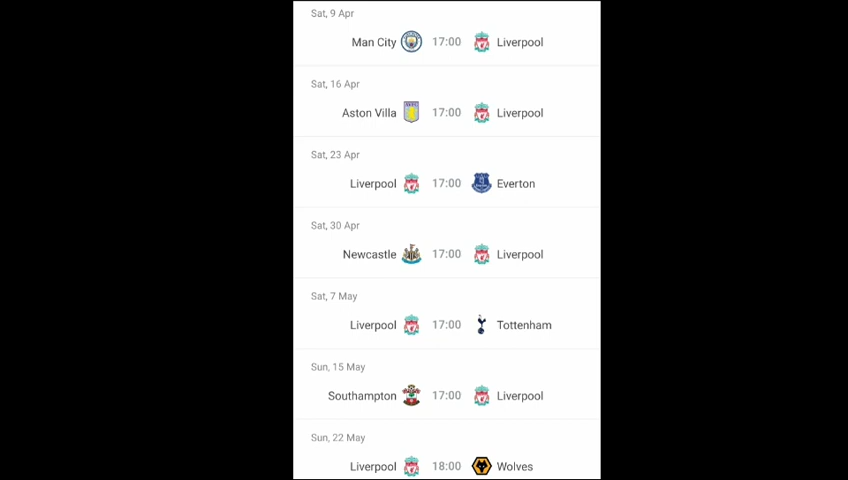 Sat, 9 Apr
Man City 17:00 Liverpool
Sat, 16 Apr
Aston Villa 17:00 Liverpool
Sat, 23 Apr
Liverpool 17:00 Everton
Sat, 30 Apr
Newcastle 17:00 Liverpool
Sat, 7 May
Liverpool 17:00 Tottenham
Sun, 15 May
Southampton 17:00 Liverpool
Sun, 22 May
Liverpool 18:00 Wolves